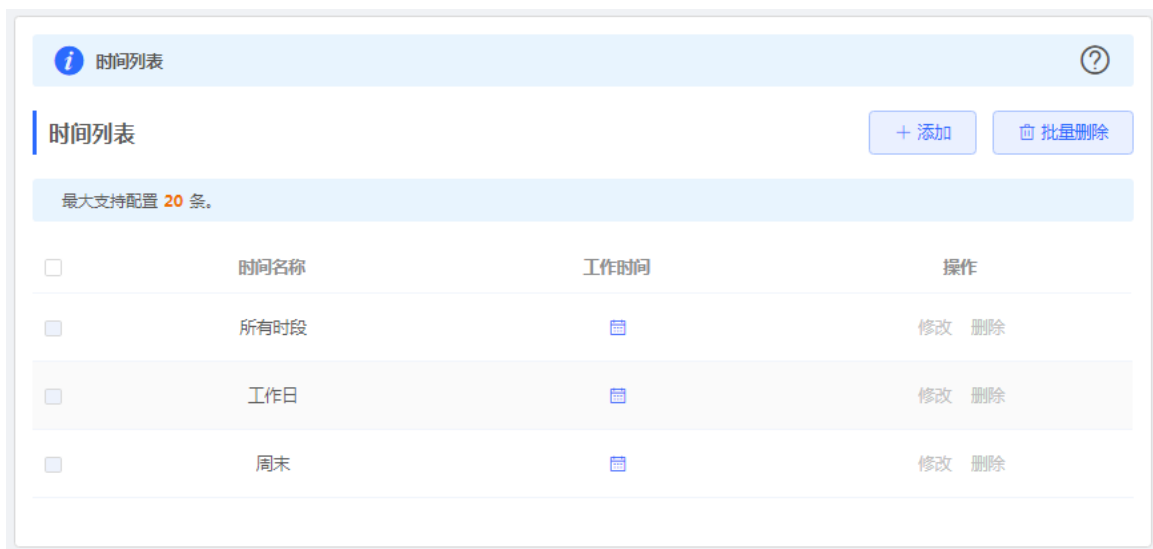 时间列表
时间列表 + 添加 批量删除
最大支持配置 20 条。
时间名称 工作时间 操作
所有时段 修改 删除
工作日 修改 删除
周末 修改 删除